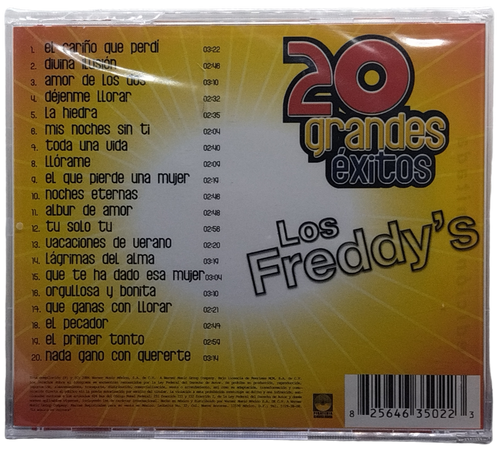 1. el cariño que perdí 03:22
2. divina ilusión 02:46
3. amor de los dos 03:10
4. déjenme llorar 02:32
5. la hiedra 02:35
6. mis noches sin ti 02:04
7. toda una vida 02:40
8. llórame 02:09
9. el que pierde una mujer 02:19
10. noches eternas 02:48
11. albur de amor 02:48
12. tu solo tu 02:56
13. vacaciones de verano 02:20
14. lágrimas del alma 03:19
15. que te ha dado esa mujer 03:04
16. orgullosa y bonita 03:10
17. que ganas con llorar 02:21
18. el pecador 02:49
19. el primer tonto 02:59
20. nada gano con quererte 03:14
20
grandes
éxitos
Los
Freddy's
8 25646 35022 3